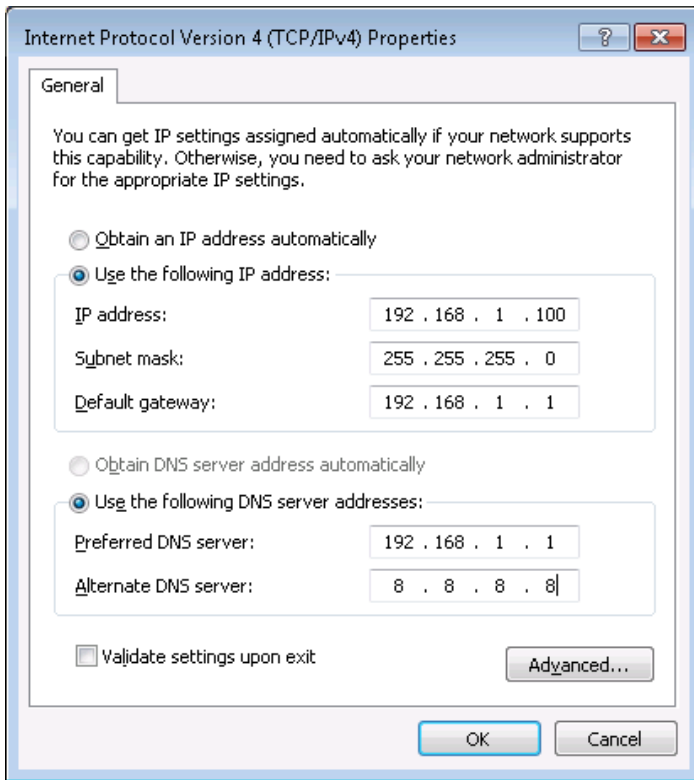 Internet Protocol Version 4 (TCP/IPv4) Properties
General
You can get IP settings assigned automatically if your network supports
this capability. Otherwise, you need to ask your network administrator
for the appropriate IP settings.
Obtain an IP address automatically
Use the following IP address:
IP address: 192 . 168 . 1 . 100
Subnet mask: 255 . 255 . 255 . 0
Default gateway: 192 . 168 . 1 . 1
Obtain DNS server address automatically
Use the following DNS server addresses:
Preferred DNS server: 192 . 168 . 1 . 1
Alternate DNS server: 8 . 8 . 8 . 8
Validate settings upon exit
Advanced...
OK Cancel